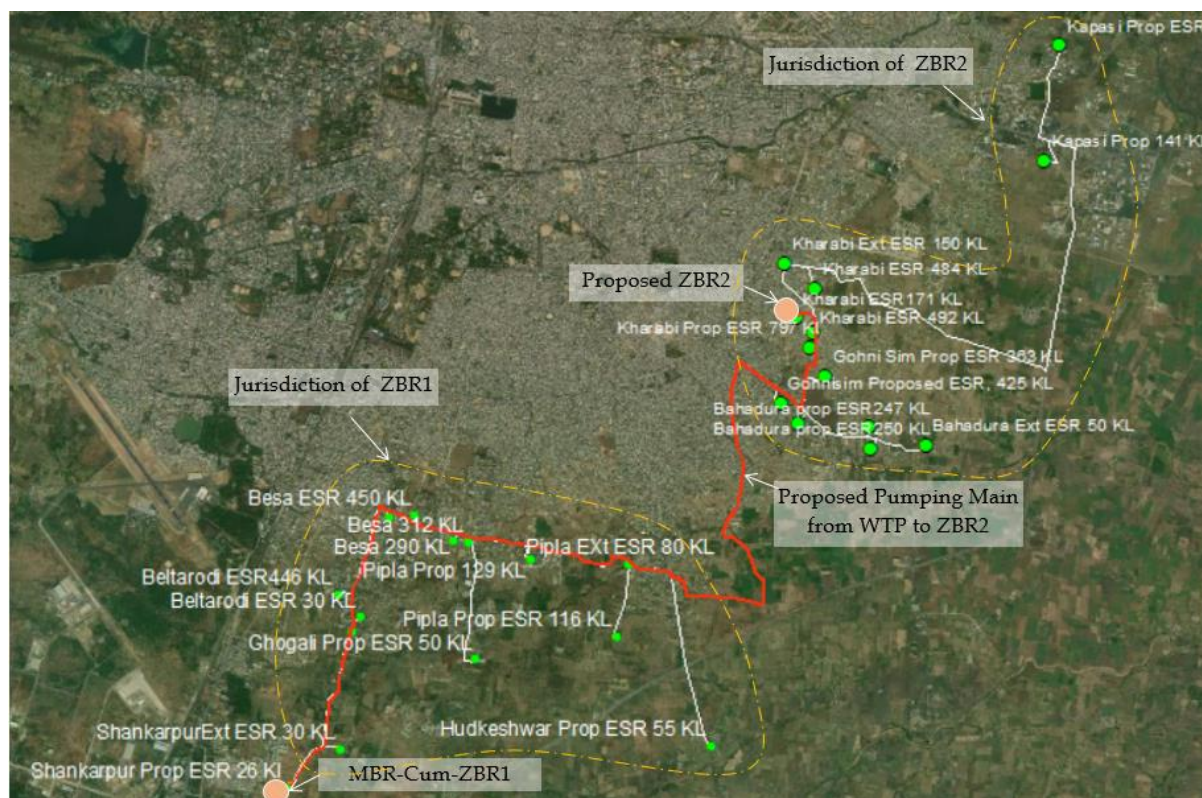 Kapasi Prop ESR
Jurisdiction of ZBR2
Kapasi Prop 141 KL
Kharabi Ext ESR 150 KL
Kharabi ESR 484 KL
Proposed ZBR2
Kharabi ESR 171 KL
Kharabi ESR 492 KL
Kharabi Prop ESR 797 KL
Gohni Sim Prop ESR 363 KL
Jurisdiction of ZBR1
Gohnisim Proposed ESR, 425 KL
Bahadura prop ESR 247 KL
Bahadura prop ESR 250 KL
Bahadura Ext ESR 50 KL
Proposed Pumping Main
from WTP to ZBR2
Besa ESR 450 KL
Besa 312 KL
Besa 290 KL
Pipla EXt ESR 80 KL
Pipla Prop 129 KL
Beltarodi ESR446 KL
Beltarodi ESR 30 KL
Pipla Prop ESR 116 KL
Ghogali Prop ESR 50 KL
Hudkeshwar Prop ESR 55 KL
ShankarpurExt ESR 30 KL
Shankarpur Prop ESR 26 Kl
MBR-Cum-ZBR1